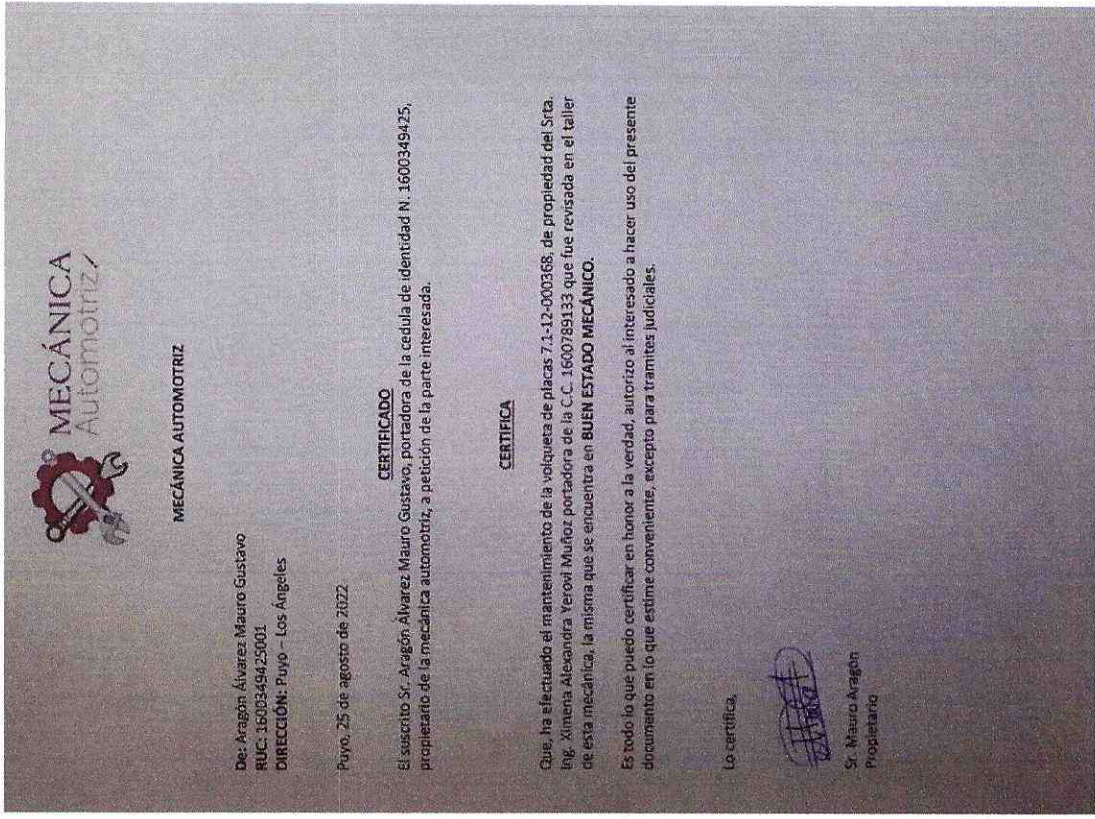 MECÁNICA
Automotriz
MECÁNICA AUTOMOTRIZ
De: Aragón Álvarez Mauro Gustavo
RUC: 1600349425001
DIRECCIÓN: Puyo – Los Ángeles
Puyo, 25 de agosto de 2022
CERTIFICADO
El suscrito Sr. Aragón Álvarez Mauro Gustavo, portadora de la cedula de identidad N. 1600349425,
propietario de la mecánica automotriz, a petición de la parte interesada.
CERTIFICA
Que, ha efectuado el mantenimiento de la volqueta de placas 7.1-12-000368, de propiedad del Srta.
Ing. Ximena Alexandra Yerovi Muñoz portadora de la C.C. 1600789133 que fue revisada en el taller
de esta mecánica, la misma que se encuentra en BUEN ESTADO MECÁNICO.
Es todo lo que puedo certificar en honor a la verdad, autorizo al interesado a hacer uso del presente
documento en lo que estime conveniente, excepto para tramites judiciales.
Lo certifica,
Sr. Mauro Aragón
Propietario